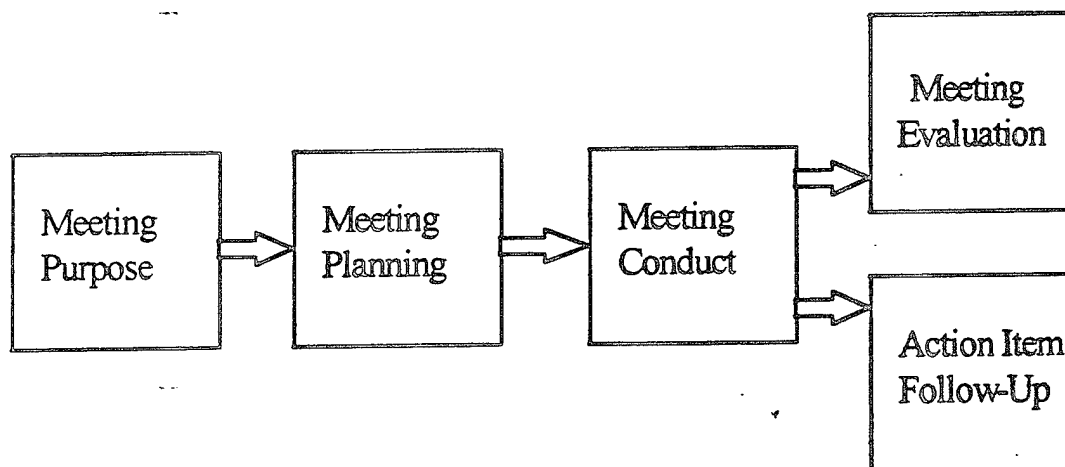 Meeting
Purpose
Meeting
Planning
Meeting
Conduct
Meeting
Evaluation
Action Item
Follow-Up